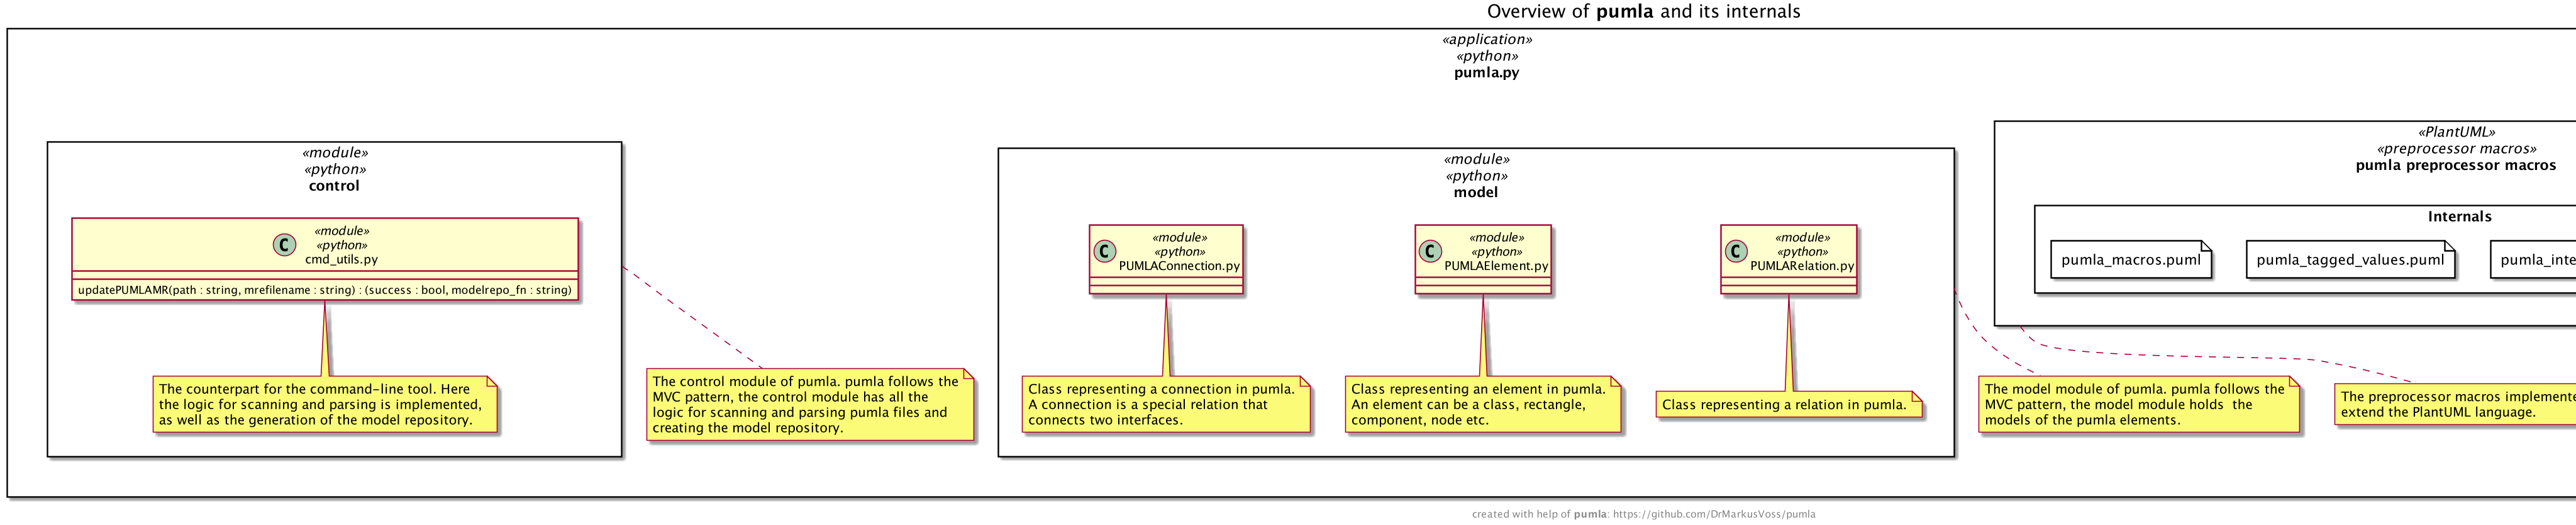 Overview of pumla and its internals
«application»
«python»
pumla.py
«module»
«python»
control
«module»
«python»
cmd_utils.py
C
updatePUMLAMR(path : string, mrefilename : string) : (success : bool, modelrepo_fn : string)
The counterpart for the command-line tool. Here
the logic for scanning and parsing is implemented,
as well as the generation of the model repository.
The control module of pumla. pumla follows the
MVC pattern, the control module has all the
logic for scanning and parsing pumla files and
creating the model repository.
«module»
«python»
model
«module»
«python»
C
PUMLAConnection.py
«module»
«python»
C
PUMLAElement.py
«module»
«python»
C
PUMLARelation.py
Class representing a connection in pumla.
A connection is a special relation that
connects two interfaces.
Class representing an element in pumla.
An element can be a class, rectangle,
component, node etc.
Class representing a relation in pumla.
«PlantUML»
«preprocessor macros»
pumla preprocessor macros
Internals
pumla_macros.puml
pumla_tagged_values.puml
The model module of pumla. pumla follows the
MVC pattern, the model module holds  the
models of the pumla elements.
The preprocessor macros
extend the PlantUML language.
created with help of pumla: https://github.com/DrMarkusVoss/pumla